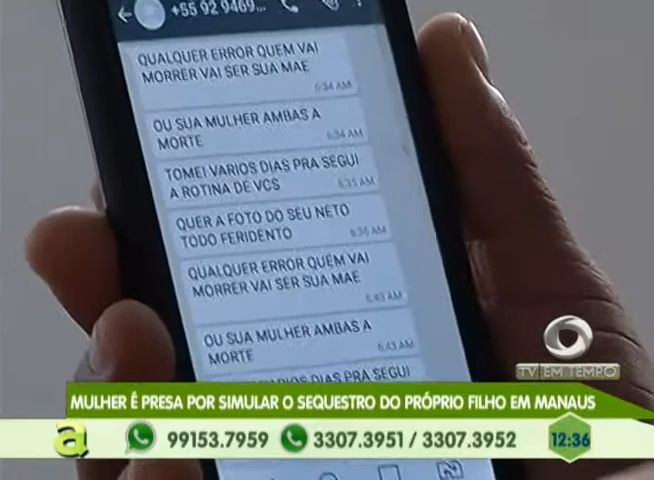 +55 92 9469...
QUALQUER ERROR QUEM VAI
MORRER VAI SER SUA MAE
6:34 AM
OU SUA MULHER AMBAS A
MORTE
6:34 AM
TOMEI VARIOS DIAS PRA SEGUI
A ROTINA DE VCS
6:35 AM
QUER A FOTO DO SEU NETO
TODO FERIDENTO
6:35 AM
QUALQUER ERROR QUEM VAI
MORRER VAI SER SUA MAE
6:43 AM
OU SUA MULHER AMBAS A
MORTE
6:43 AM
VARIOS DIAS PRA SEGUI
TV EM TEMPO
MULHER É PRESA POR SIMULAR O SEQUESTRO DO PRÓPRIO FILHO EM MANAUS
a 99153.7959 3307.3951 / 3307.3952 12:36